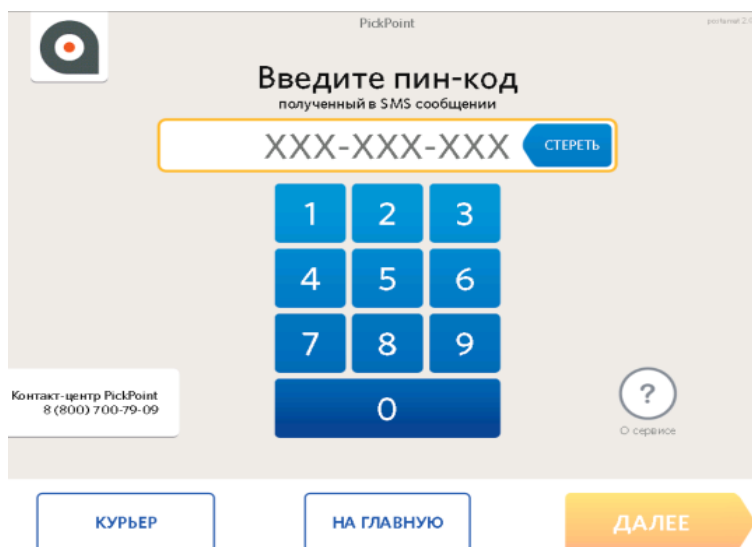 PickPoint
Введите пин-код
полученный в SMS сообщении
XXX-XXX-XXX
СТЕРЕТЬ
1 2 3
4 5 6
7 8 9
0
Контакт-центр PickPoint
8 (800) 700-79-09
?
О сервисе
КУРЬЕР
НА ГЛАВНУЮ
ДАЛЕЕ